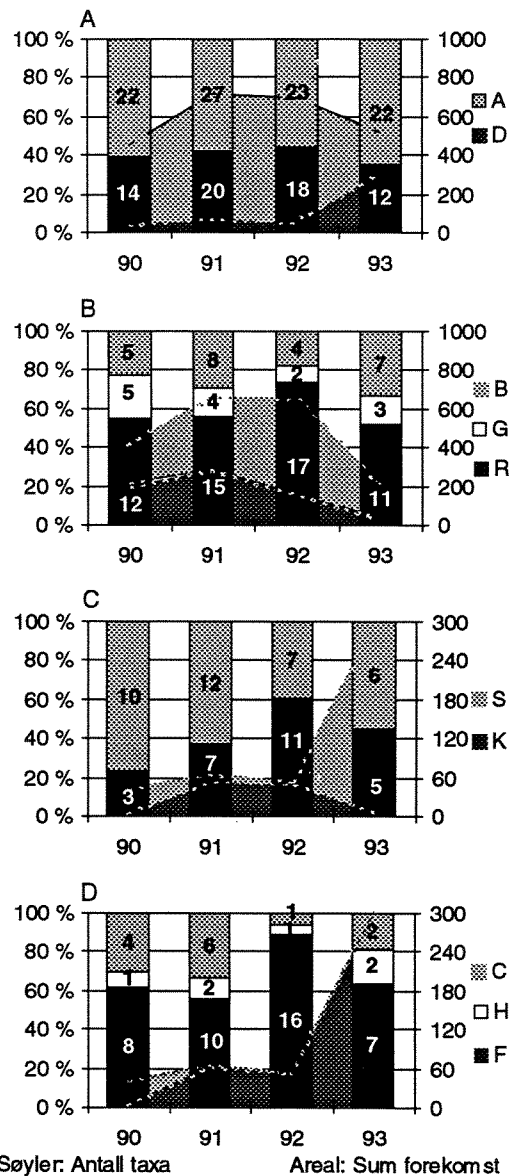 A
100 % 1000
80 % 22 27 23 22 800
60 % 600 A
40 % 400 D
20 % 14 20 18 12 200
0 % 0
90 91 92 93
B
100 % 5 8 4 7 1000
80 % 5 4 2 3 800 B
60 % 600 G
40 % 400 R
20 % 12 15 17 11 200
0 % 0
90 91 92 93
C
100 % 300
80 % 10 12 7 6 240
60 % 180 S
40 % 120 K
20 % 3 7 11 5 60
0 % 0
90 91 92 93
D
100 % 4 6 1 2 300
80 % 1 2 1 2 240 C
60 % 180 H
40 % 8 10 16 7 120 F
20 % 60
0 % 0
90 91 92 93
Søyler: Antall taxa Areal: Sum forekomst